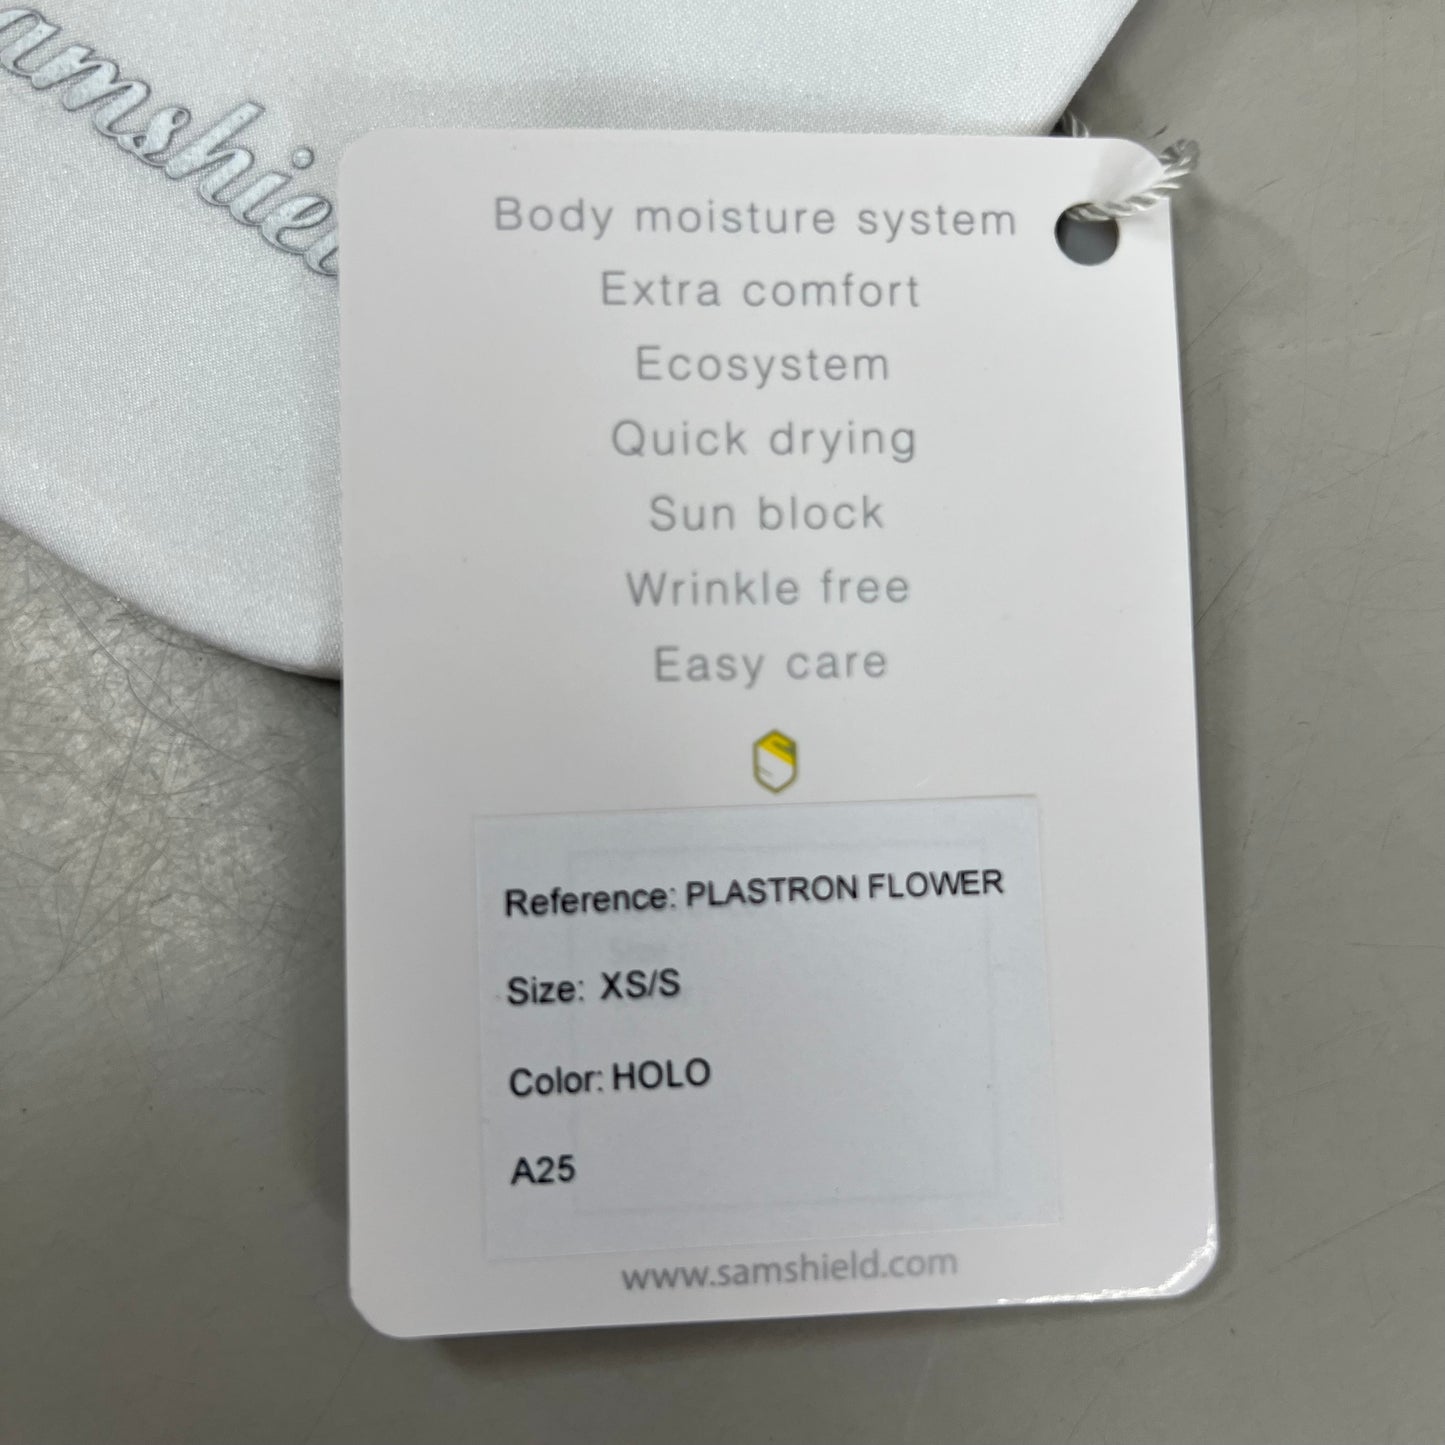 amshield
Body moisture system
Extra comfort
Ecosystem
Quick drying
Sun block
Wrinkle free
Easy care
Reference: PLASTRON FLOWER
Size: XS/S
Color: HOLO
A25
www.samshield.com